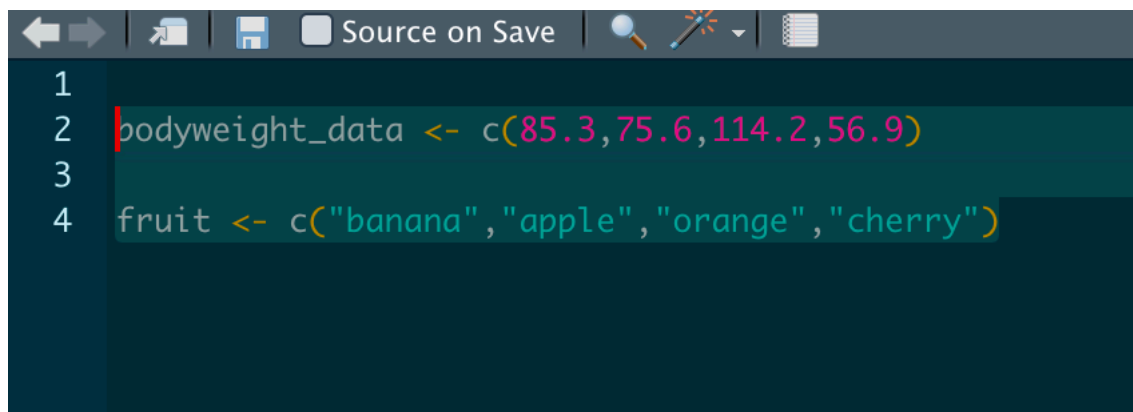 Source on Save
1
2 bodyweight_data <- c(85.3,75.6,114.2,56.9)
3
4 fruit <- c("banana","apple","orange","cherry")